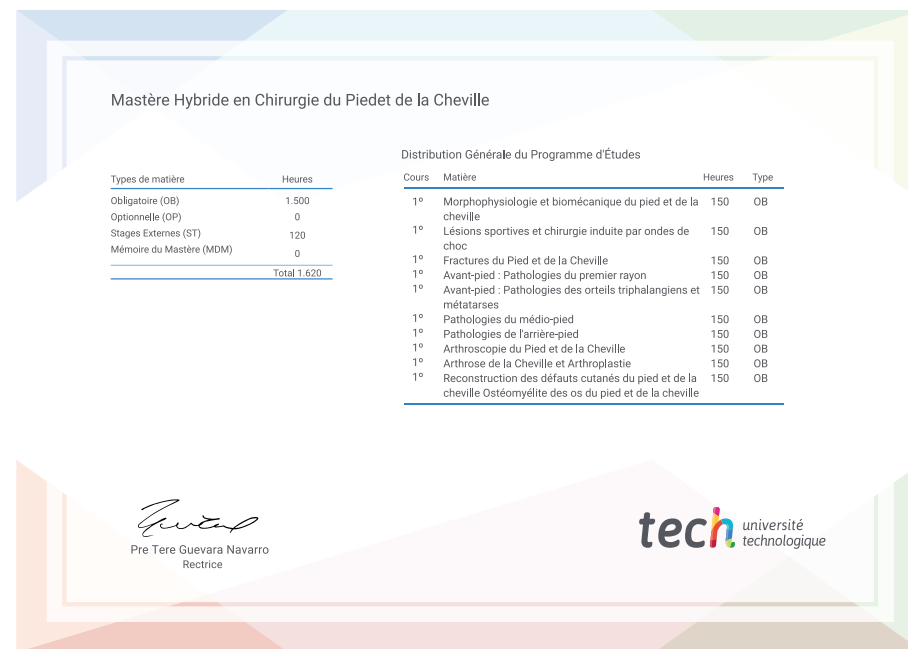 Mastère Hybride en Chirurgie du Piedet de la Cheville
Types de matière Heures
Obligatoire (OB) 1.500
Optionnelle (OP) 0
Stages Externes (ST) 120
Mémoire du Mastère (MDM) 0
Total 1.620
Distribution Générale du Programme d'Études
Cours Matière Heures Type
1º Morphophysiologie et biomécanique du pied et de la 150 OB
cheville
1º Lésions sportives et chirurgie induite par ondes de 150 OB
choc
1º Fractures du Pied et de la Cheville 150 OB
1º Avant-pied : Pathologies du premier rayon 150 OB
1º Avant-pied : Pathologies des orteils triphalangiens et 150 OB
métatarses
1º Pathologies du médio-pied 150 OB
1º Pathologies de l'arrière-pied 150 OB
1º Arthroscopie du Pied et de la Cheville 150 OB
1º Arthrose de la Cheville et Arthroplastie 150 OB
1º Reconstruction des défauts cutanés du pied et de la 150 OB
cheville Ostéomyélite des os du pied et de la cheville
Pre Tere Guevara Navarro
Rectrice
tech université
technologique